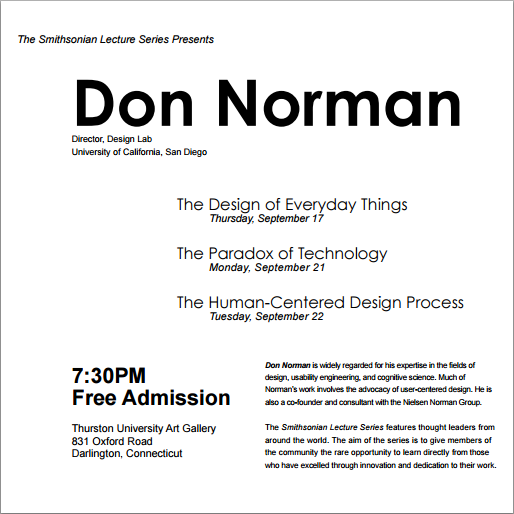 The Smithsonian Lecture Series Presents
Don Norman
Director, Design Lab
University of California, San Diego
The Design of Everyday Things
Thursday, September 17
The Paradox of Technology
Monday, September 21
The Human-Centered Design Process
Tuesday, September 22
7:30PM
Free Admission
Thurston University Art Gallery
831 Oxford Road
Darlington, Connecticut
Don Norman is widely regarded for his expertise in the fields of
design, usability engineering, and cognitive science. Much of
Norman's work involves the advocacy of user-centered design. He is
also a co-founder and consultant with the Nielsen Norman Group.
The Smithsonian Lecture Series features thought leaders from
around the world. The aim of the series is to give members of
the community the rare opportunity to learn directly from those
who have excelled through innovation and dedication to their work.